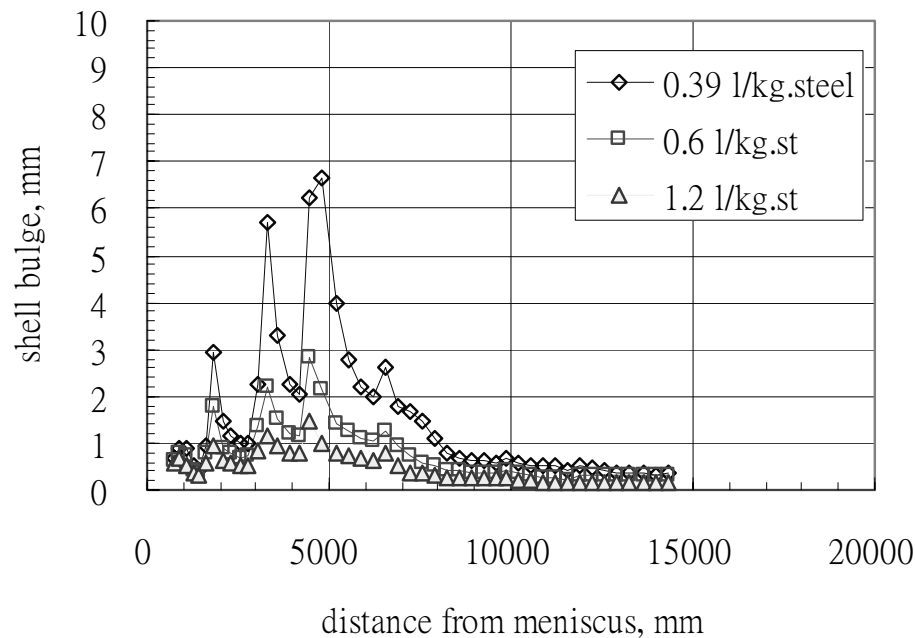 10
9
8
7
6
5
4
3
2
1
0
shell bulge, mm
0.39 l/kg.steel
0.6 l/kg.st
1.2 l/kg.st
0 5000 10000 15000 20000
distance from meniscus, mm